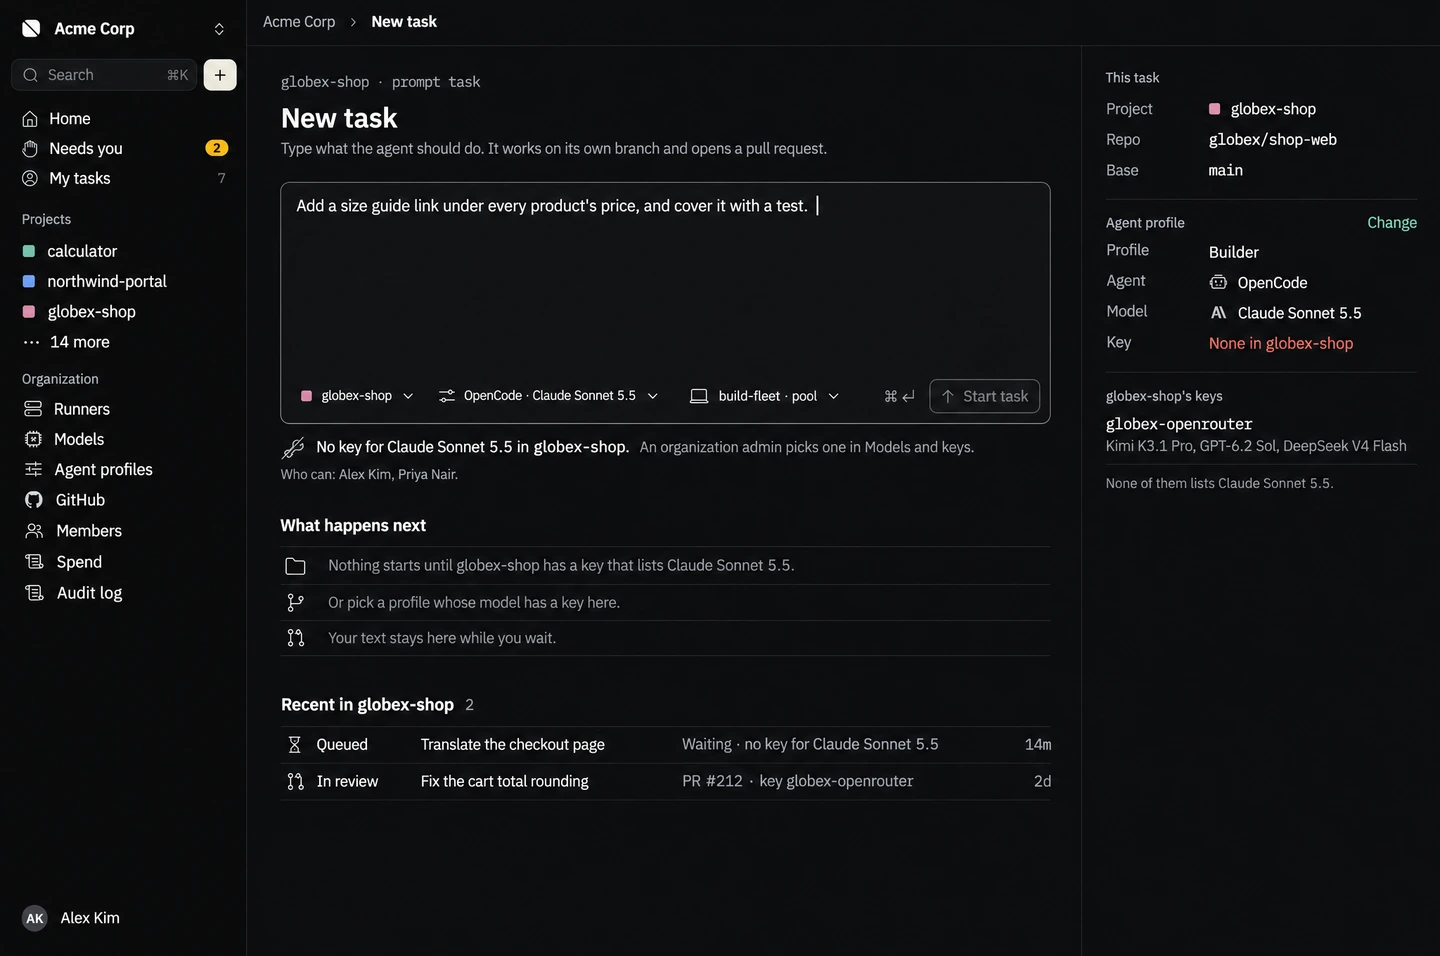 Acme Corp
Search ⌘K +
Home
Needs you 2
My tasks 7
Projects
calculator
northwind-portal
globex-shop
14 more
Organization
Runners
Models
Agent profiles
GitHub
Members
Spend
Audit log
AK Alex Kim
Acme Corp > New task
globex-shop · prompt task
New task
Type what the agent should do. It works on its own branch and opens a pull request.
Add a size guide link under every product's price, and cover it with a test.
globex-shop OpenCode · Claude Sonnet 5.5 build-fleet · pool ⌘ ↵ ↑ Start task
No key for Claude Sonnet 5.5 in globex-shop. An organization admin picks one in Models and keys.
Who can: Alex Kim, Priya Nair.
What happens next
Nothing starts until globex-shop has a key that lists Claude Sonnet 5.5.
Or pick a profile whose model has a key here.
Your text stays here while you wait.
Recent in globex-shop 2
Queued Translate the checkout page Waiting · no key for Claude Sonnet 5.5 14m
In review Fix the cart total rounding PR #212 · key globex-openrouter 2d
This task
Project globex-shop
Repo globex/shop-web
Base main
Agent profile Change
Profile Builder
Agent OpenCode
Model Claude Sonnet 5.5
Key None in globex-shop
globex-shop's keys
globex-openrouter
Kimi K3.1 Pro, GPT-6.2 Sol, DeepSeek V4 Flash
None of them lists Claude Sonnet 5.5.